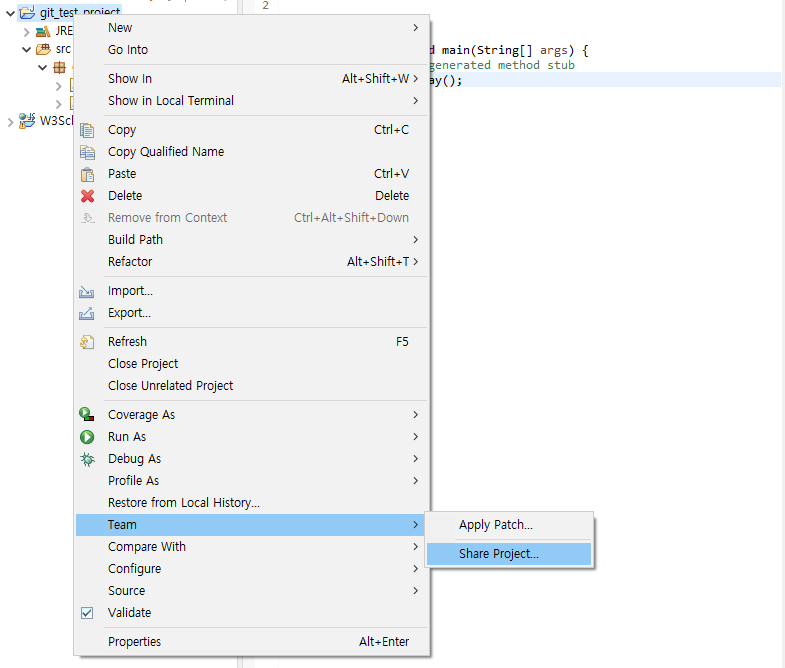 git_test_project
JRE
src
W3Sc
2
main(String[] args) {
generated method stub
ay();
New
Go Into
Show In Alt+Shift+W
Show in Local Terminal
Copy Ctrl+C
Copy Qualified Name
Paste Ctrl+V
Delete Delete
Remove from Context Ctrl+Alt+Shift+Down
Build Path
Refactor Alt+Shift+T
Import...
Export...
Refresh F5
Close Project
Close Unrelated Project
Coverage As
Run As
Debug As
Profile As
Restore from Local History...
Team
Compare With
Configure
Source
Validate
Properties Alt+Enter
Apply Patch...
Share Project...